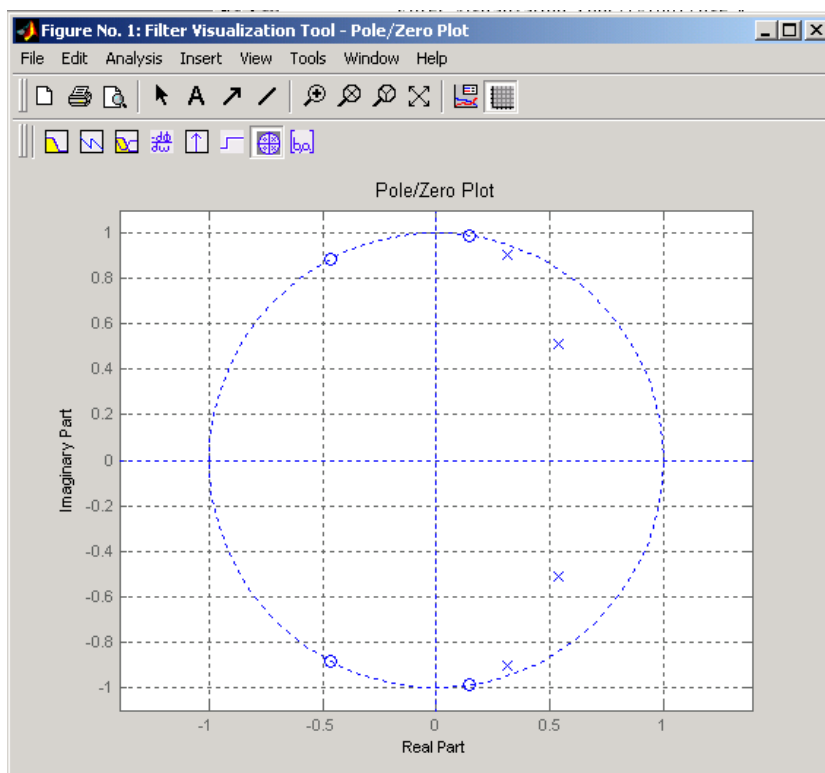 Figure No. 1: Filter Visualization Tool - Pole/Zero Plot
File Edit Analysis Insert View Tools Window Help
A
[b,a]
Pole/Zero Plot
1
0.8
0.6
0.4
0.2
0
-0.2
-0.4
-0.6
-0.8
-1
Imaginary Part
-1 -0.5 0 0.5 1
Real Part